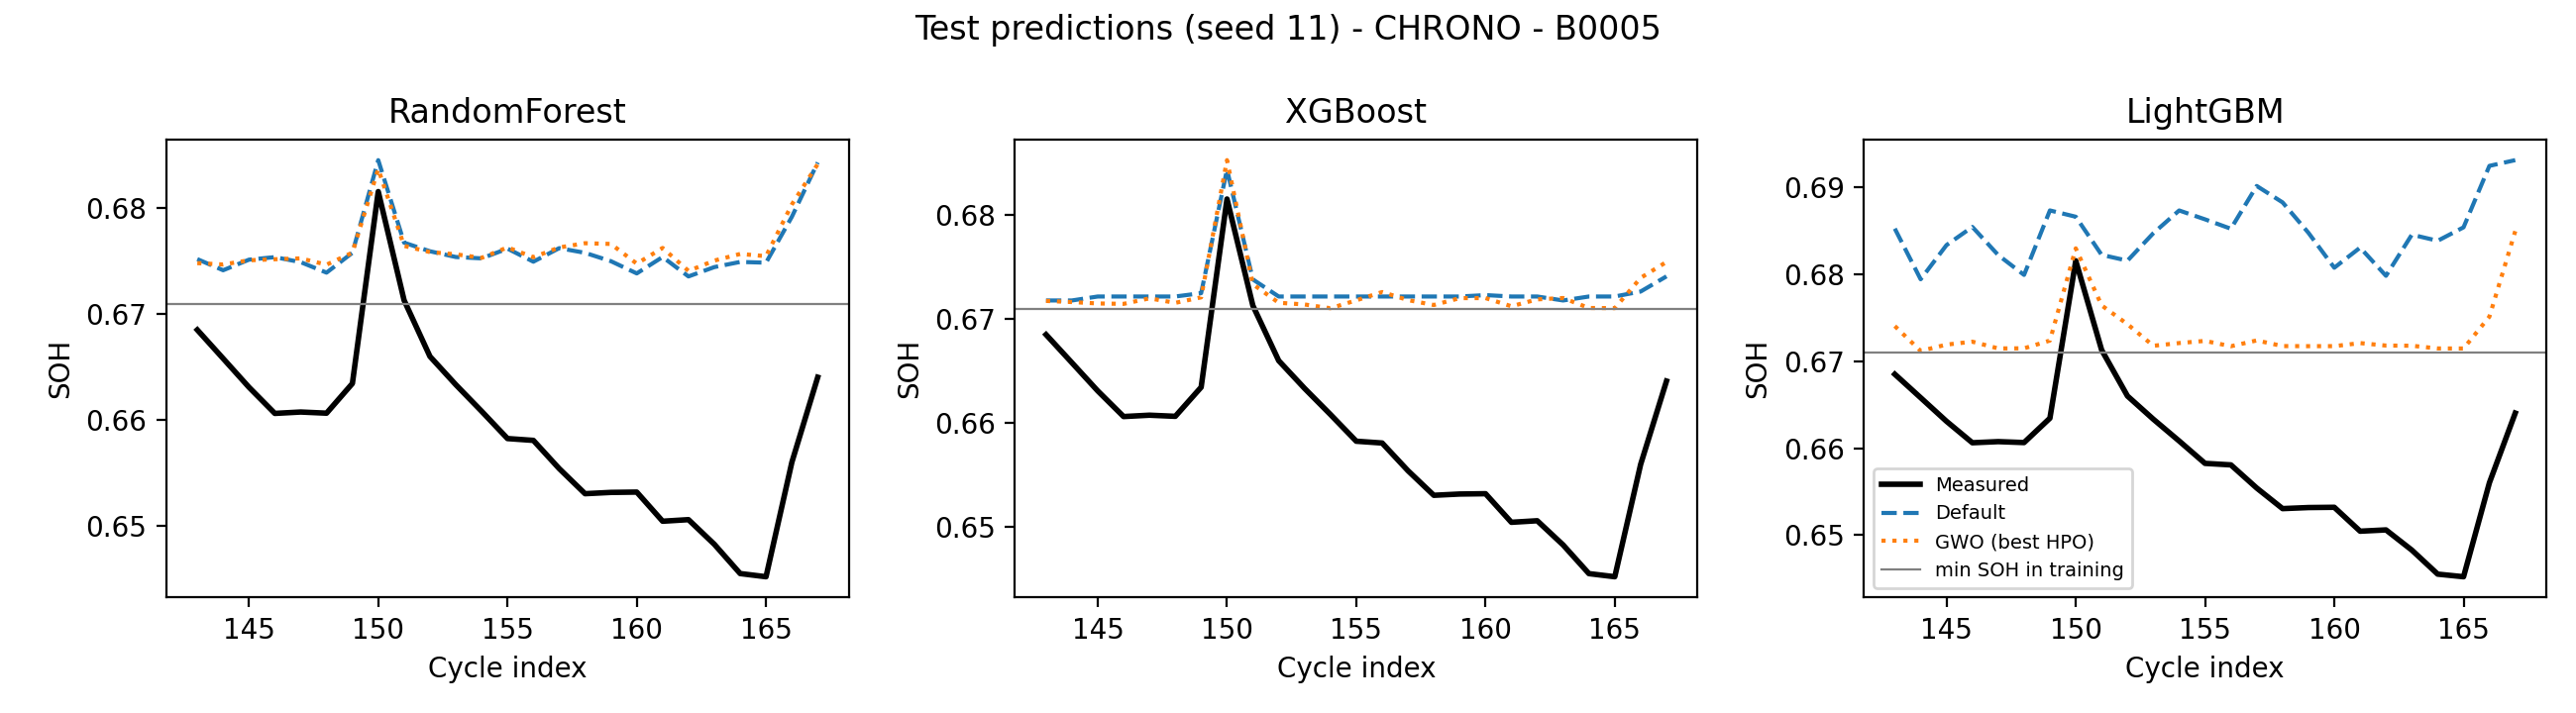 Test predictions (seed 11) - CHRONO - B0005
RandomForest
SOH
0.68
0.67
0.66
0.65
145 150 155 160 165
Cycle index
XGBoost
SOH
0.68
0.67
0.66
0.65
145 150 155 160 165
Cycle index
LightGBM
SOH
0.69
0.68
0.67
0.66
0.65
Measured
Default
GWO (best HPO)
min SOH in training
145 150 155 160 165
Cycle index